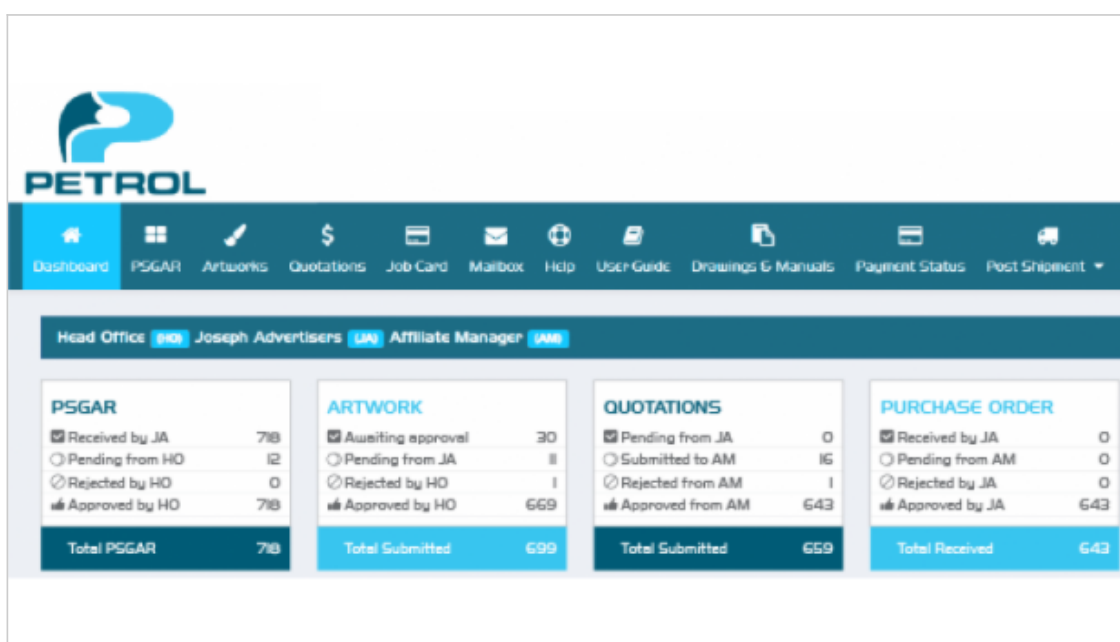 PETROL
Dashboard PSGAR Artworks Quotations Job Card Mailbox Help User Guide Drawings & Manuals Payment Status Post Shipment
Head Office (HO) Joseph Advertisers (JA) Affiliate Manager (AM)
PSGAR
Received by JA 718
Pending from HO 12
Rejected by HO 0
Approved by HO 718
Total PSGAR 718
ARTWORK
Awaiting approval 30
Pending from JA 11
Rejected by HO 1
Approved by HO 669
Total Submitted 699
QUOTATIONS
Pending from JA 0
Submitted to AM 16
Rejected from AM 1
Approved from AM 643
Total Submitted 659
PURCHASE ORDER
Received by JA 0
Pending from AM 0
Rejected by JA 0
Approved by JA 643
Total Received 643